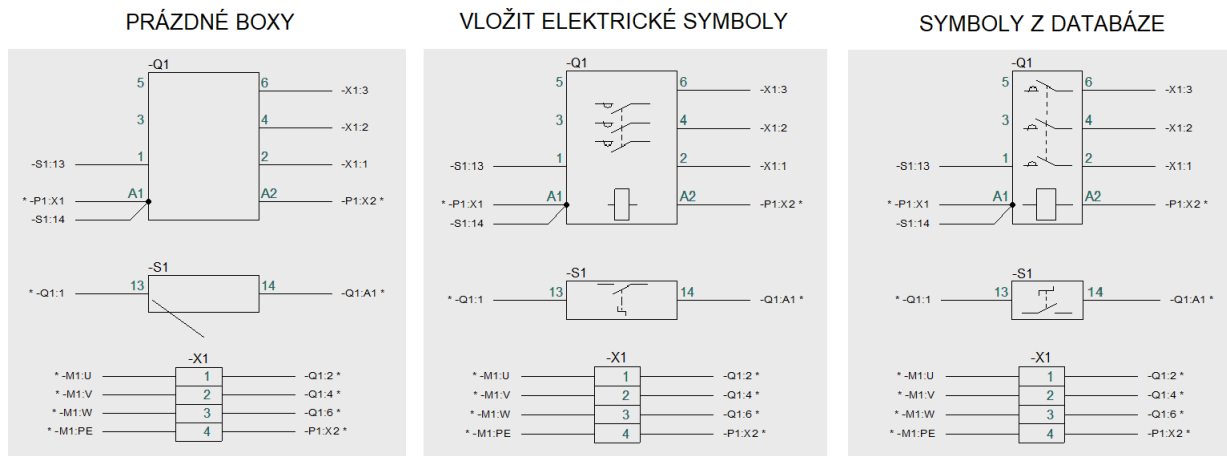 PRÁZDNÉ BOXY
-Q1
5 6 -X1:3
3 4 -X1:2
-S1:13 1 2 -X1:1
* -P1:X1 A1 A2 -P1:X2 *
-S1:14
-S1
* -Q1:1 13 14 -Q1:A1 *
-X1
* -M1:U 1 -Q1:2 *
* -M1:V 2 -Q1:4 *
* -M1:W 3 -Q1:6 *
* -M1:PE 4 -P1:X2 *
VLOŽIT ELEKTRICKÉ SYMBOLY
-Q1
5 6 -X1:3
3 4 -X1:2
-S1:13 1 2 -X1:1
* -P1:X1 A1 A2 -P1:X2 *
-S1:14
-S1
* -Q1:1 13 14 -Q1:A1 *
-X1
* -M1:U 1 -Q1:2 *
* -M1:V 2 -Q1:4 *
* -M1:W 3 -Q1:6 *
* -M1:PE 4 -P1:X2 *
SYMBOLY Z DATABÁZE
-Q1
5 6 -X1:3
3 4 -X1:2
-S1:13 1 2 -X1:1
* -P1:X1 A1 A2 -P1:X2 *
-S1:14
-S1
* -Q1:1 13 14 -Q1:A1 *
-X1
* -M1:U 1 -Q1:2 *
* -M1:V 2 -Q1:4 *
* -M1:W 3 -Q1:6 *
* -M1:PE 4 -P1:X2 *